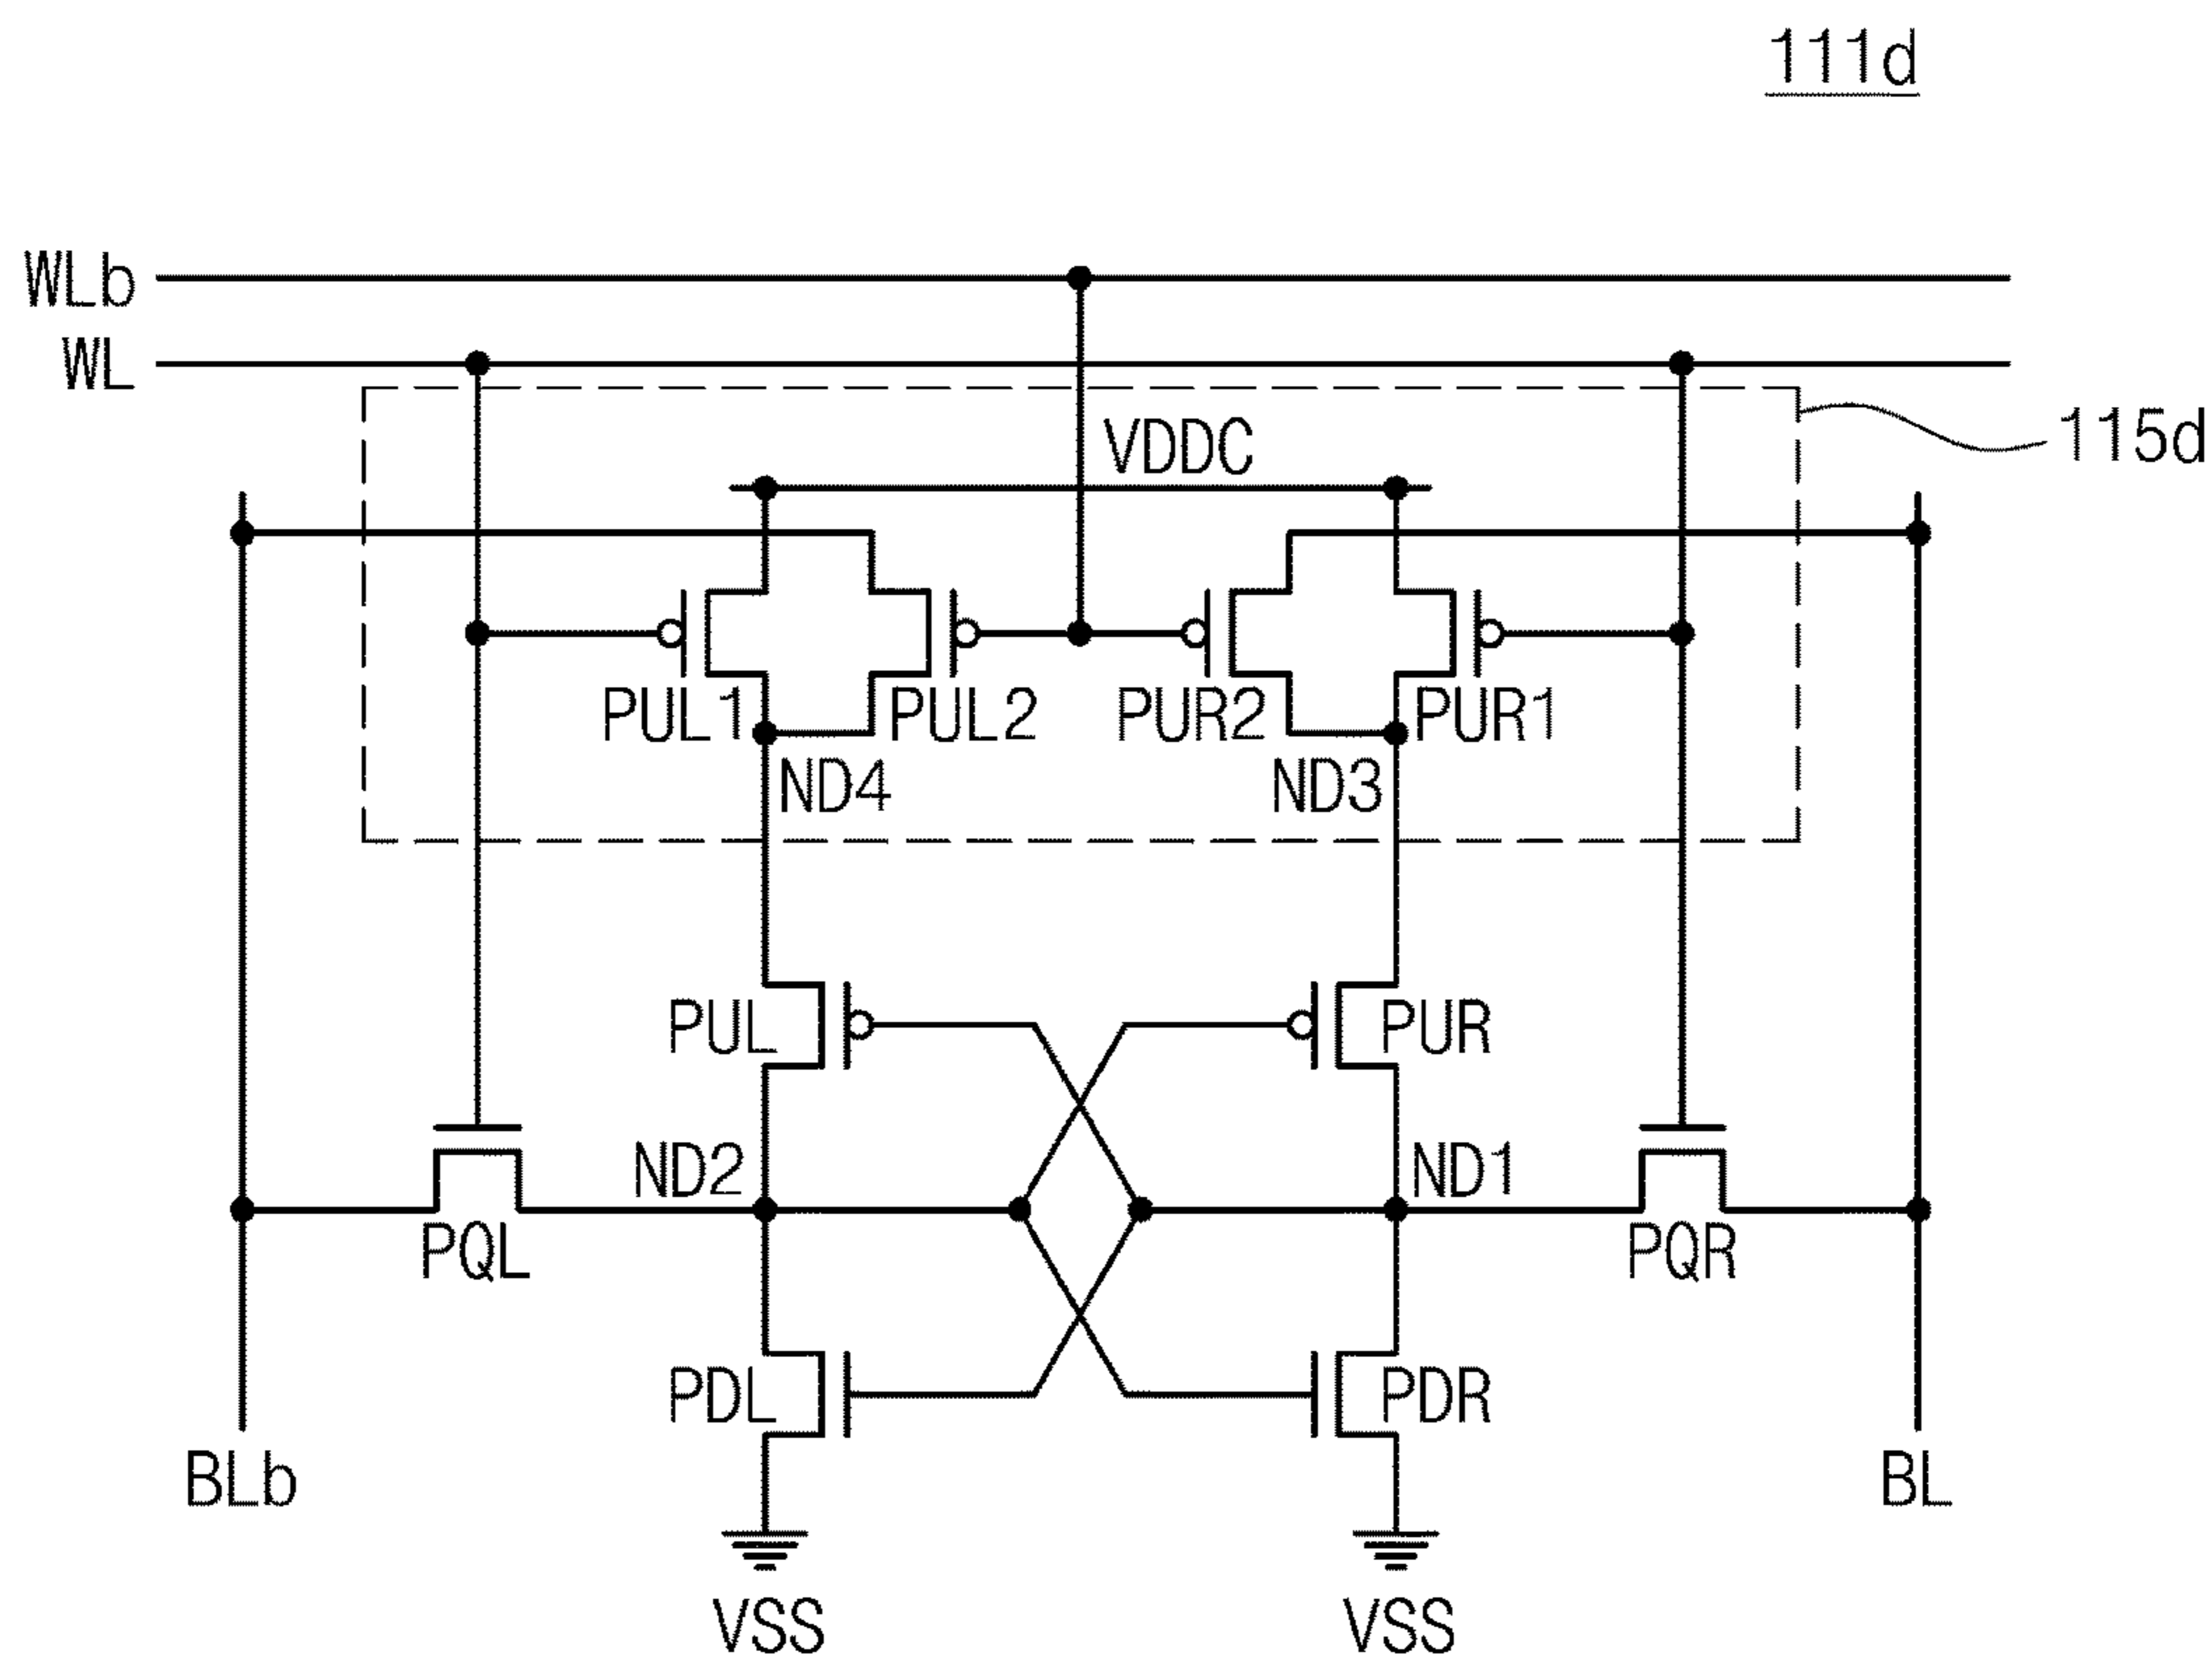 111d
WLb
WL
VDDC
115d
PUL1
PUL2
PUR2
PUR1
ND4
ND3
PUL
PUR
ND2
ND1
PQL
PQR
PDL
PDR
BLb
BL
VSS
VSS